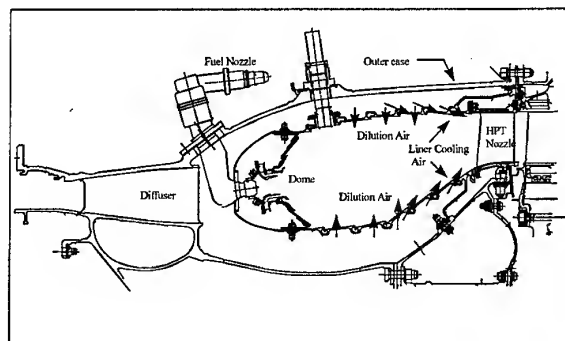 Fuel Nozzle
Outer case
Dilution Air
HPT
Nozzle
Liner Cooling
Air
Dome
Diffuser
Dilution Air